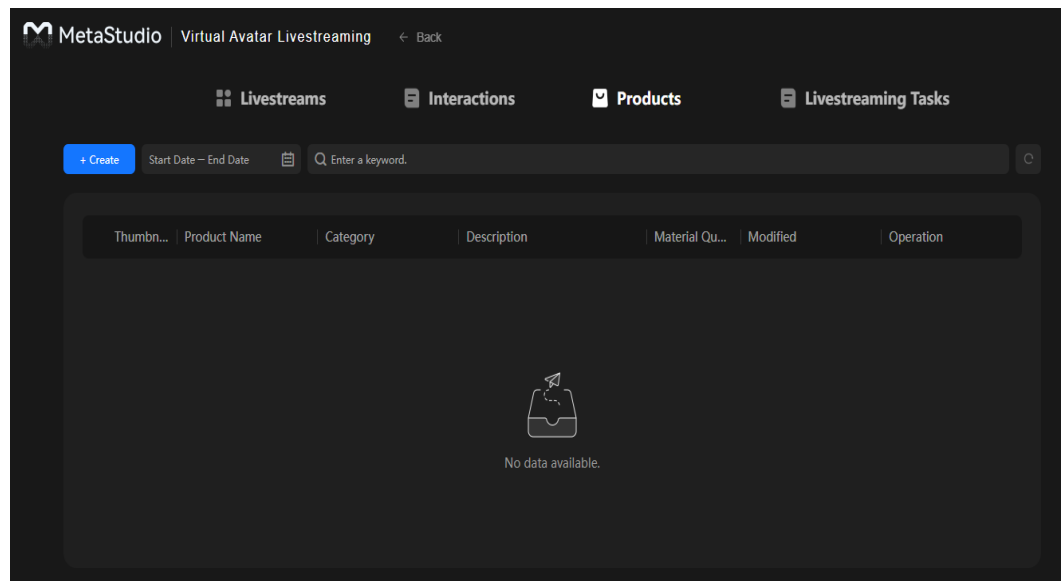 MetaStudio Virtual Avatar Livestreaming ← Back
Livestreams Interactions Products Livestreaming Tasks
+ Create Start Date – End Date Enter a keyword.
Thumbn... Product Name Category Description Material Qu... Modified Operation
No data available.